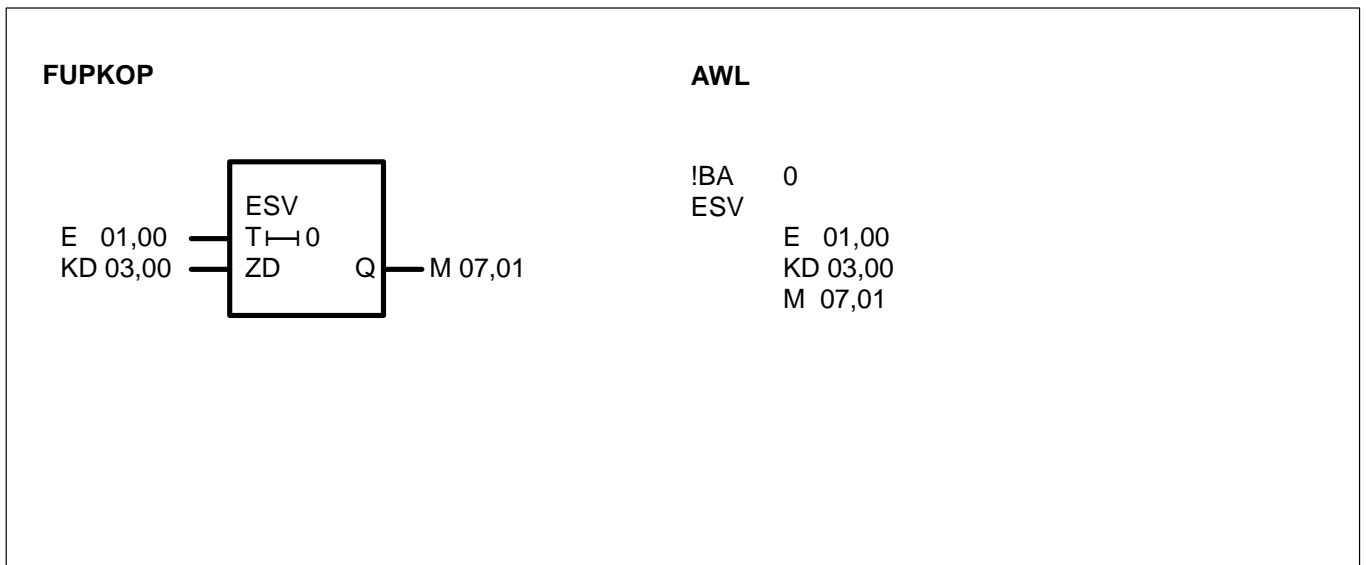 FUPKOP
ESV
E 01,00 T 0
KD 03,00 ZD Q M 07,01
AWL
!BA 0
ESV
E 01,00
KD 03,00
M 07,01